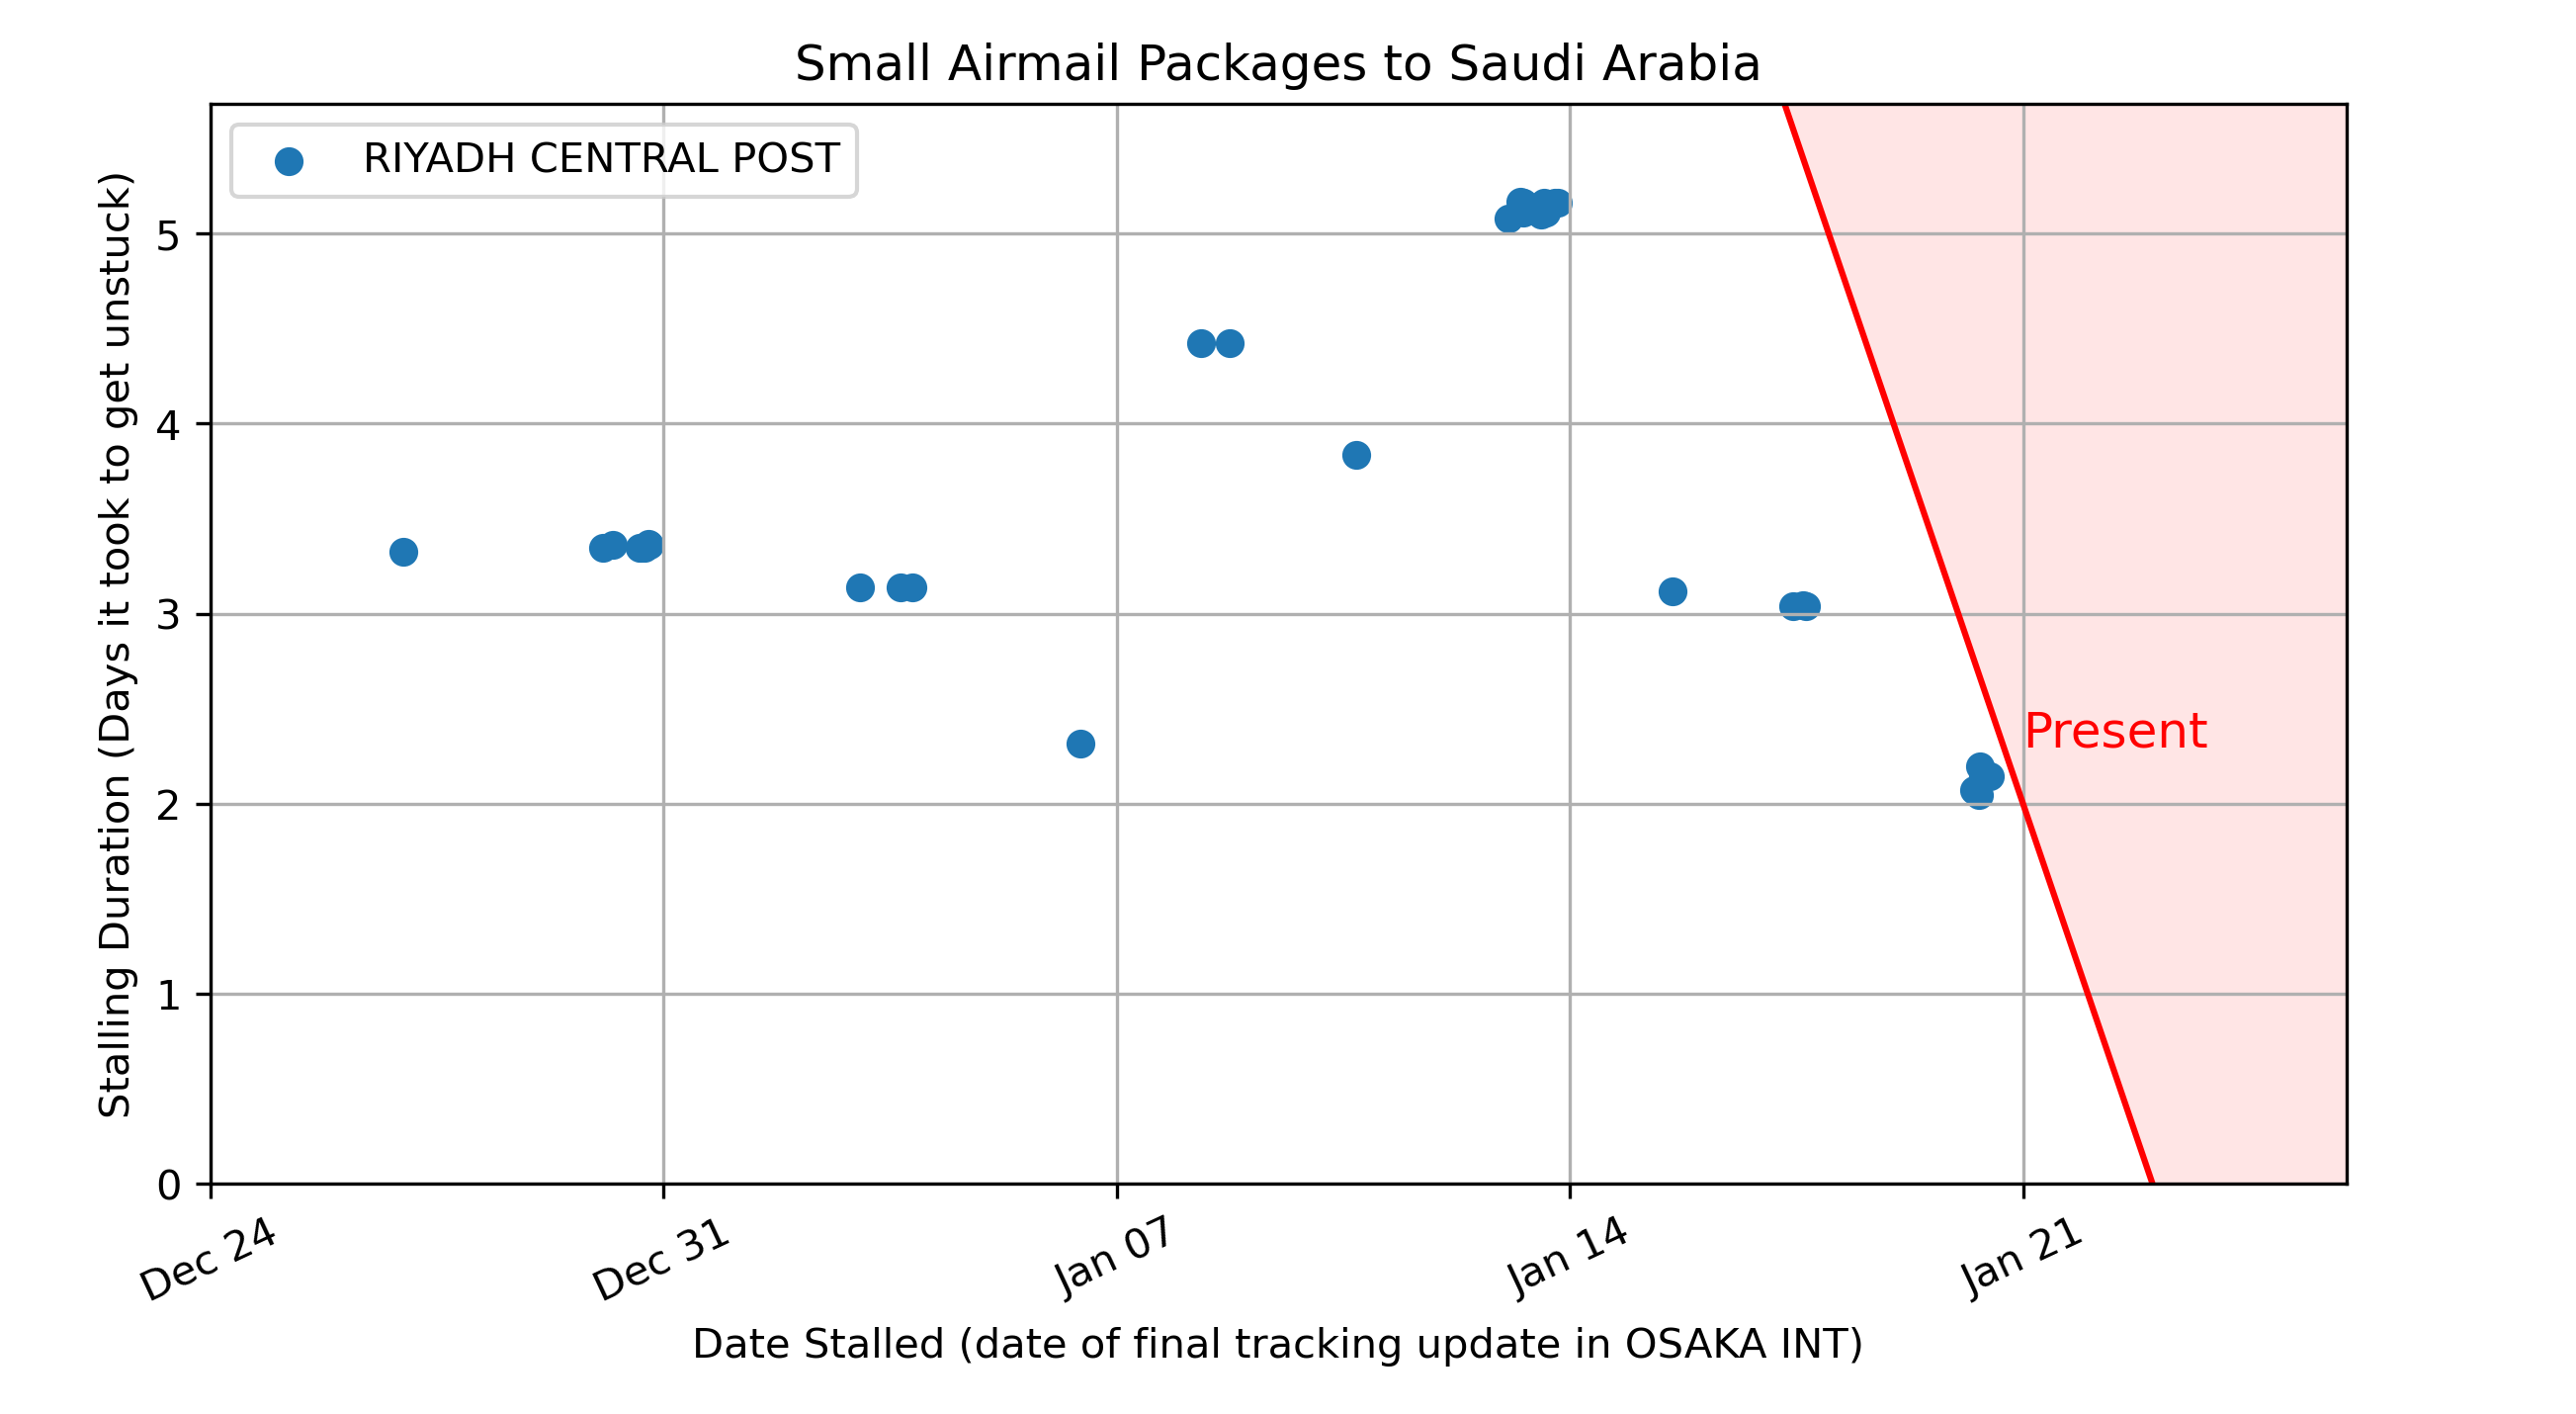 Small Airmail Packages to Saudi Arabia
RIYADH CENTRAL POST
Stalling Duration (Days it took to get unstuck)
5
4
3
2
1
0
Present
Dec 24
Dec 31
Jan 07
Jan 14
Jan 21
Date Stalled (date of final tracking update in OSAKA INT)